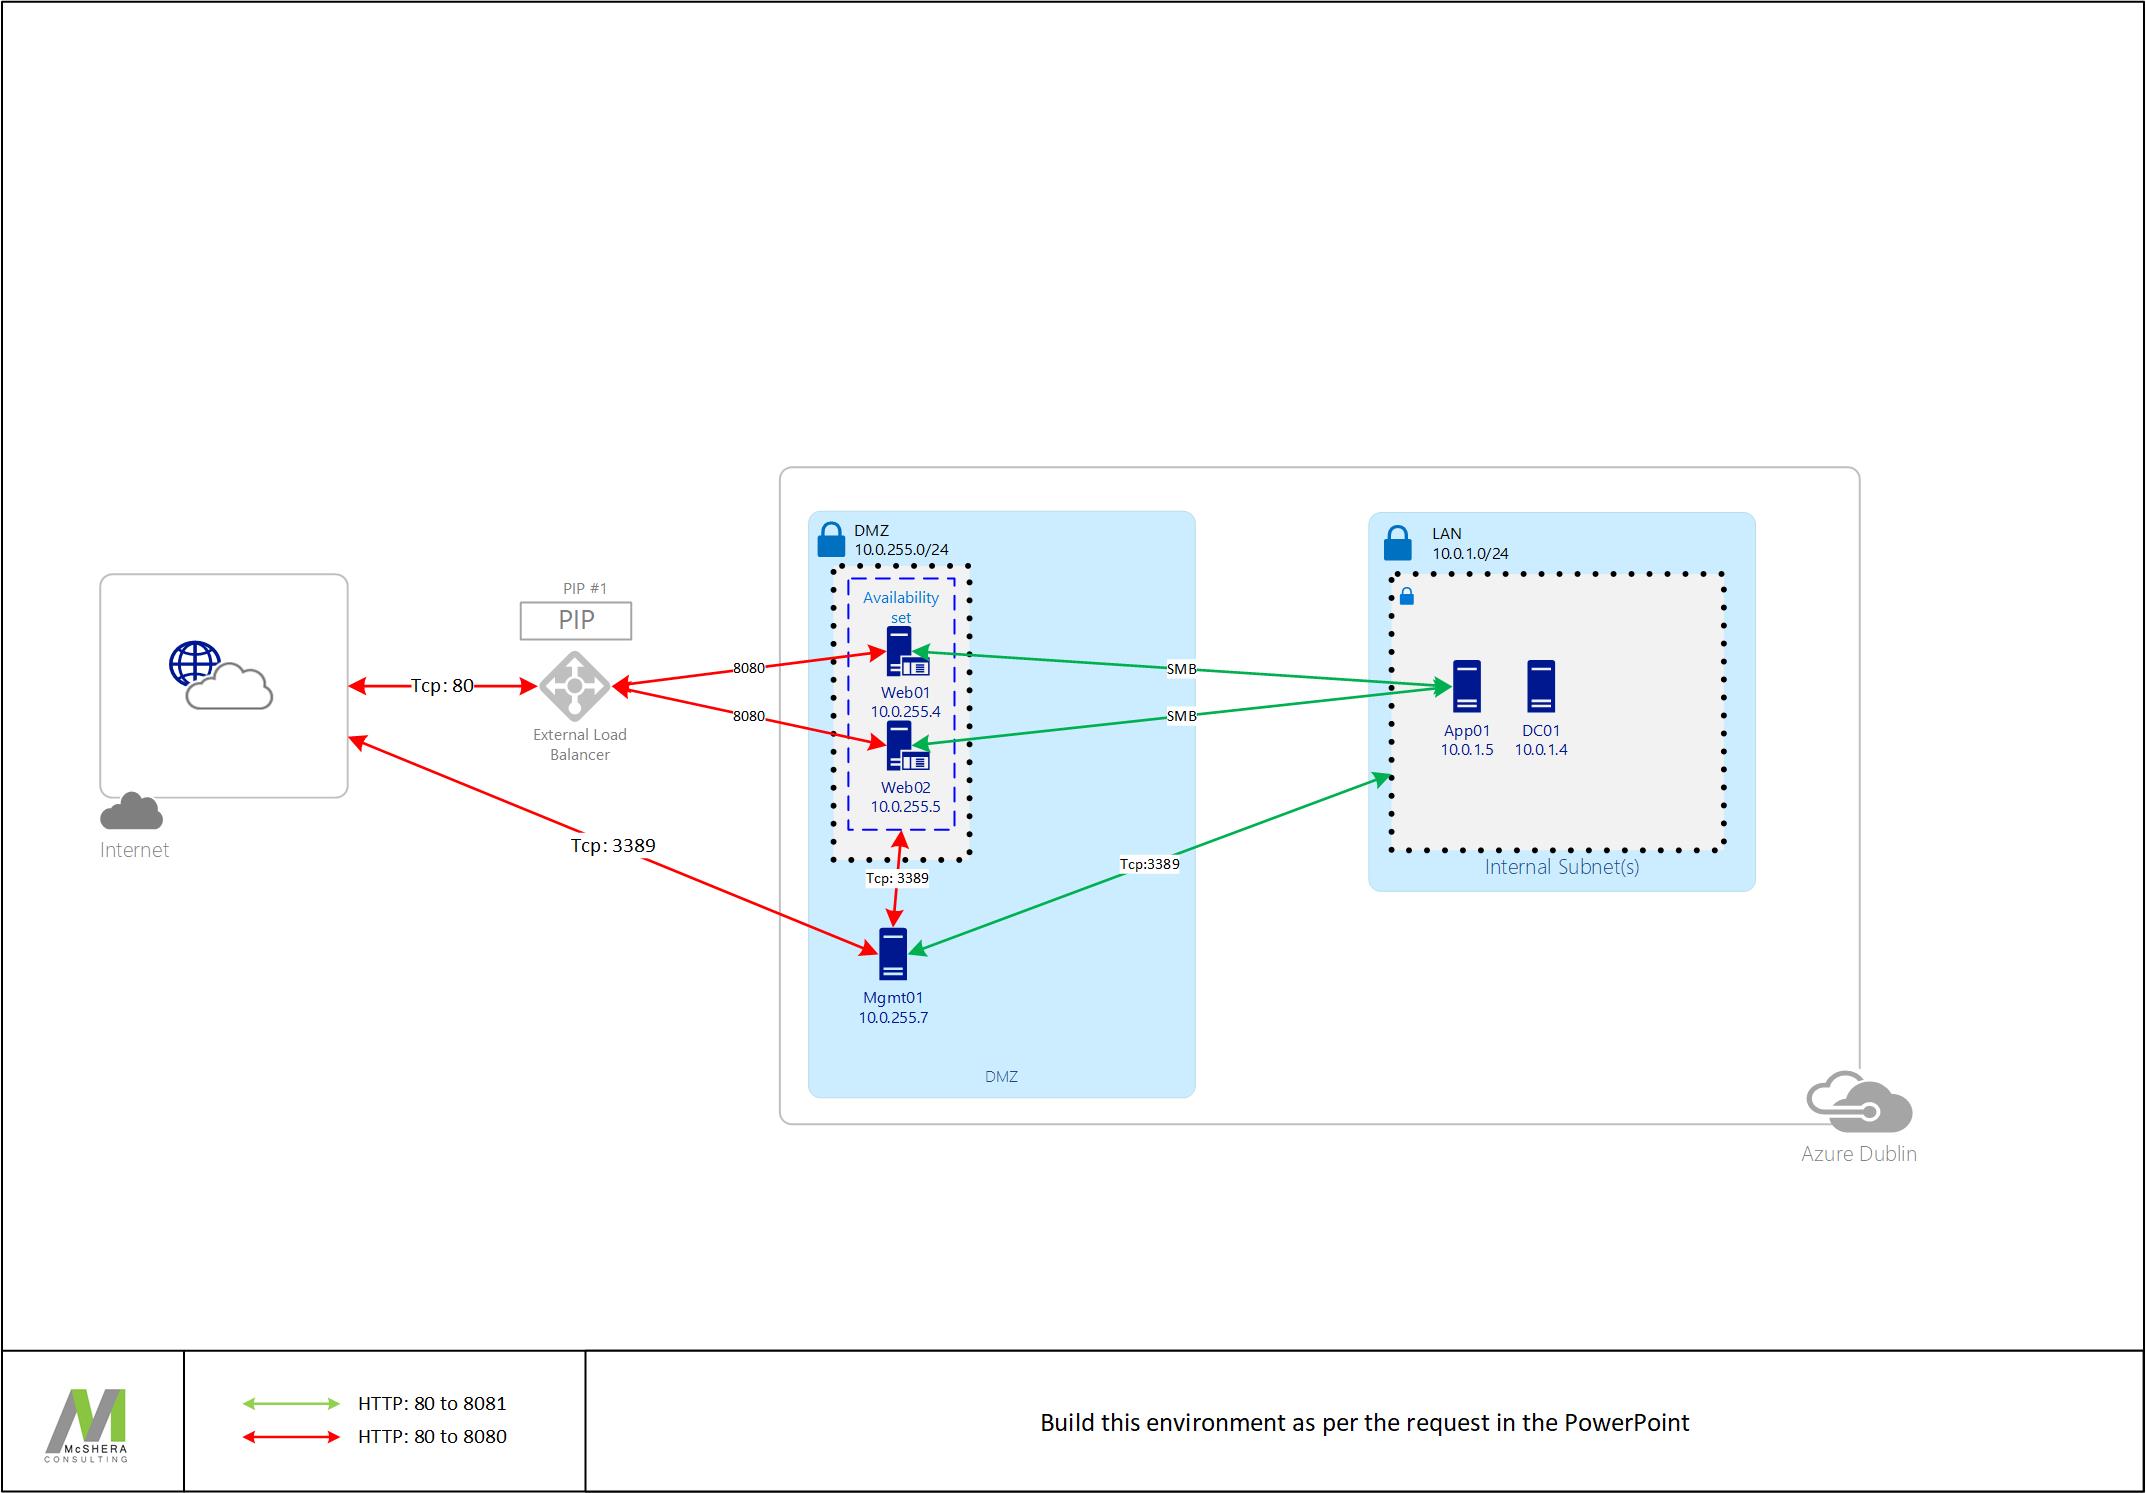 DMZ
10.0.255.0/24
LAN
10.0.1.0/24
PIP #1
PIP
Availability
set
Tcp: 80
8080
8080
SMB
SMB
Web01
10.0.255.4
External Load
Balancer
App01
10.0.1.5
DC01
10.0.1.4
Web02
10.0.255.5
Internet
Tcp: 3389
Tcp: 3389
Tcp:3389
Internal Subnet(s)
Mgmt01
10.0.255.7
DMZ
Azure Dublin
McSHERA
CONSULTING
HTTP: 80 to 8081
HTTP: 80 to 8080
Build this environment as per the request in the PowerPoint